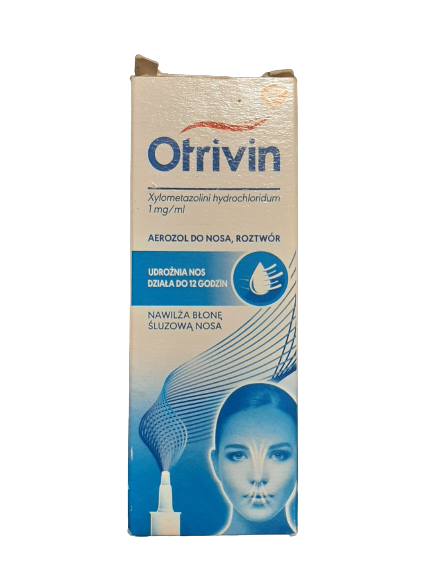 Otrivin
Xylometazolini hydrochloridum
1 mg/ml
AEROZOL DO NOSA, ROZTWÓR
UDROŻNIA NOS
DZIAŁA DO 12 GODZIN
NAWILŻA BŁONĘ
ŚLUZOWĄ NOSA